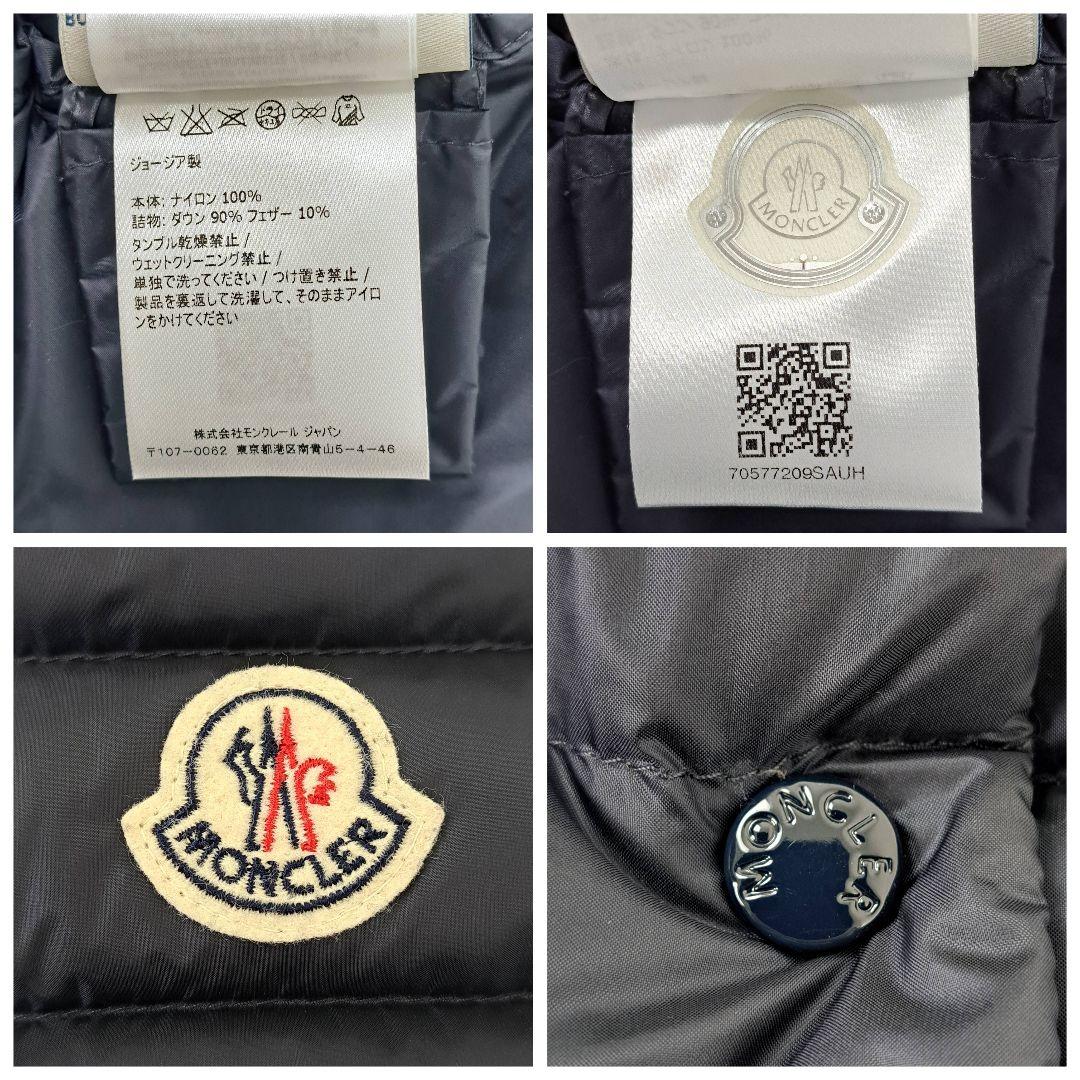 BO
ジョージア製
本体: ナイロン 100%
詰物: ダウン 90% フェザー 10%
タンブル乾燥禁止 /
ウェットクリーニング禁止 /
単独で洗ってください / つけ置き禁止 /
製品を裏返して洗濯して、そのままアイロ
ンをかけてください
株式会社モンクレール ジャパン
〒107-0062 東京都港区南青山5-4-46
MONCLER
70577209SAUH
MONCLER
MONCLER